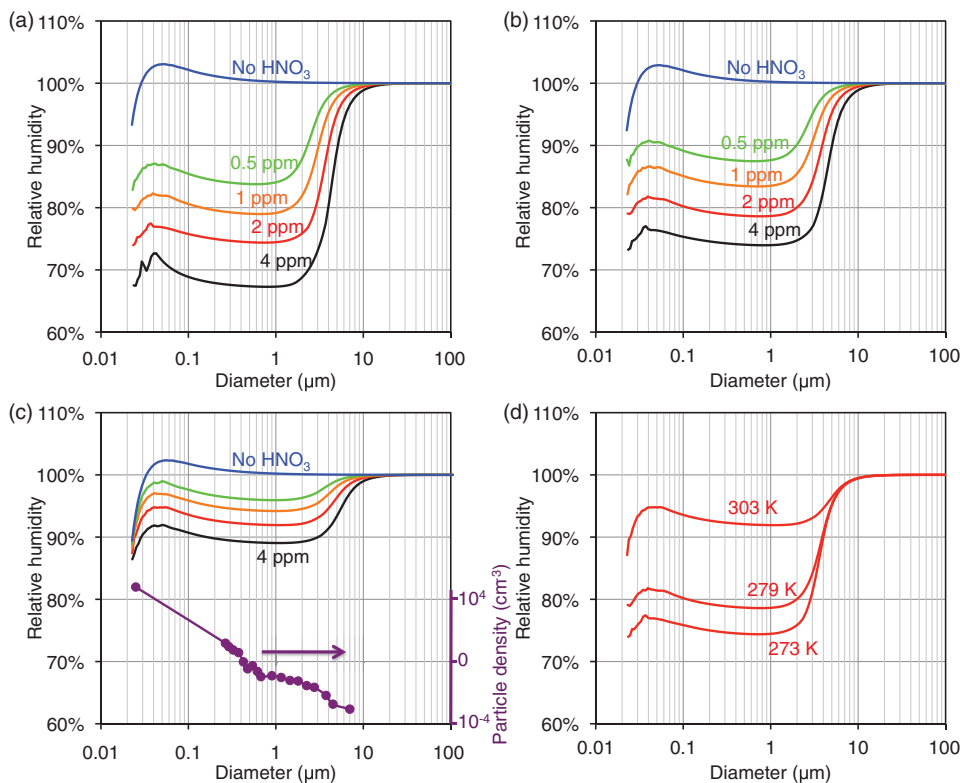 (a)
110%
100%
90%
80%
70%
60%
Relative humidity
No HNO3
0.5 ppm
1 ppm
2 ppm
4 ppm
0.01 0.1 1 10 100
Diameter (µm)
(b)
110%
100%
90%
80%
70%
60%
Relative humidity
No HNO3
0.5 ppm
1 ppm
2 ppm
4 ppm
0.01 0.1 1 10 100
Diameter (µm)
(c)
110%
100%
90%
80%
70%
60%
Relative humidity
No HNO3
4 ppm
10^4
0
10^-4
Particle density (cm^-3)
0.01 0.1 1 10 100
Diameter (µm)
(d)
110%
100%
90%
80%
70%
60%
Relative humidity
303 K
279 K
273 K
0.01 0.1 1 10 100
Diameter (µm)